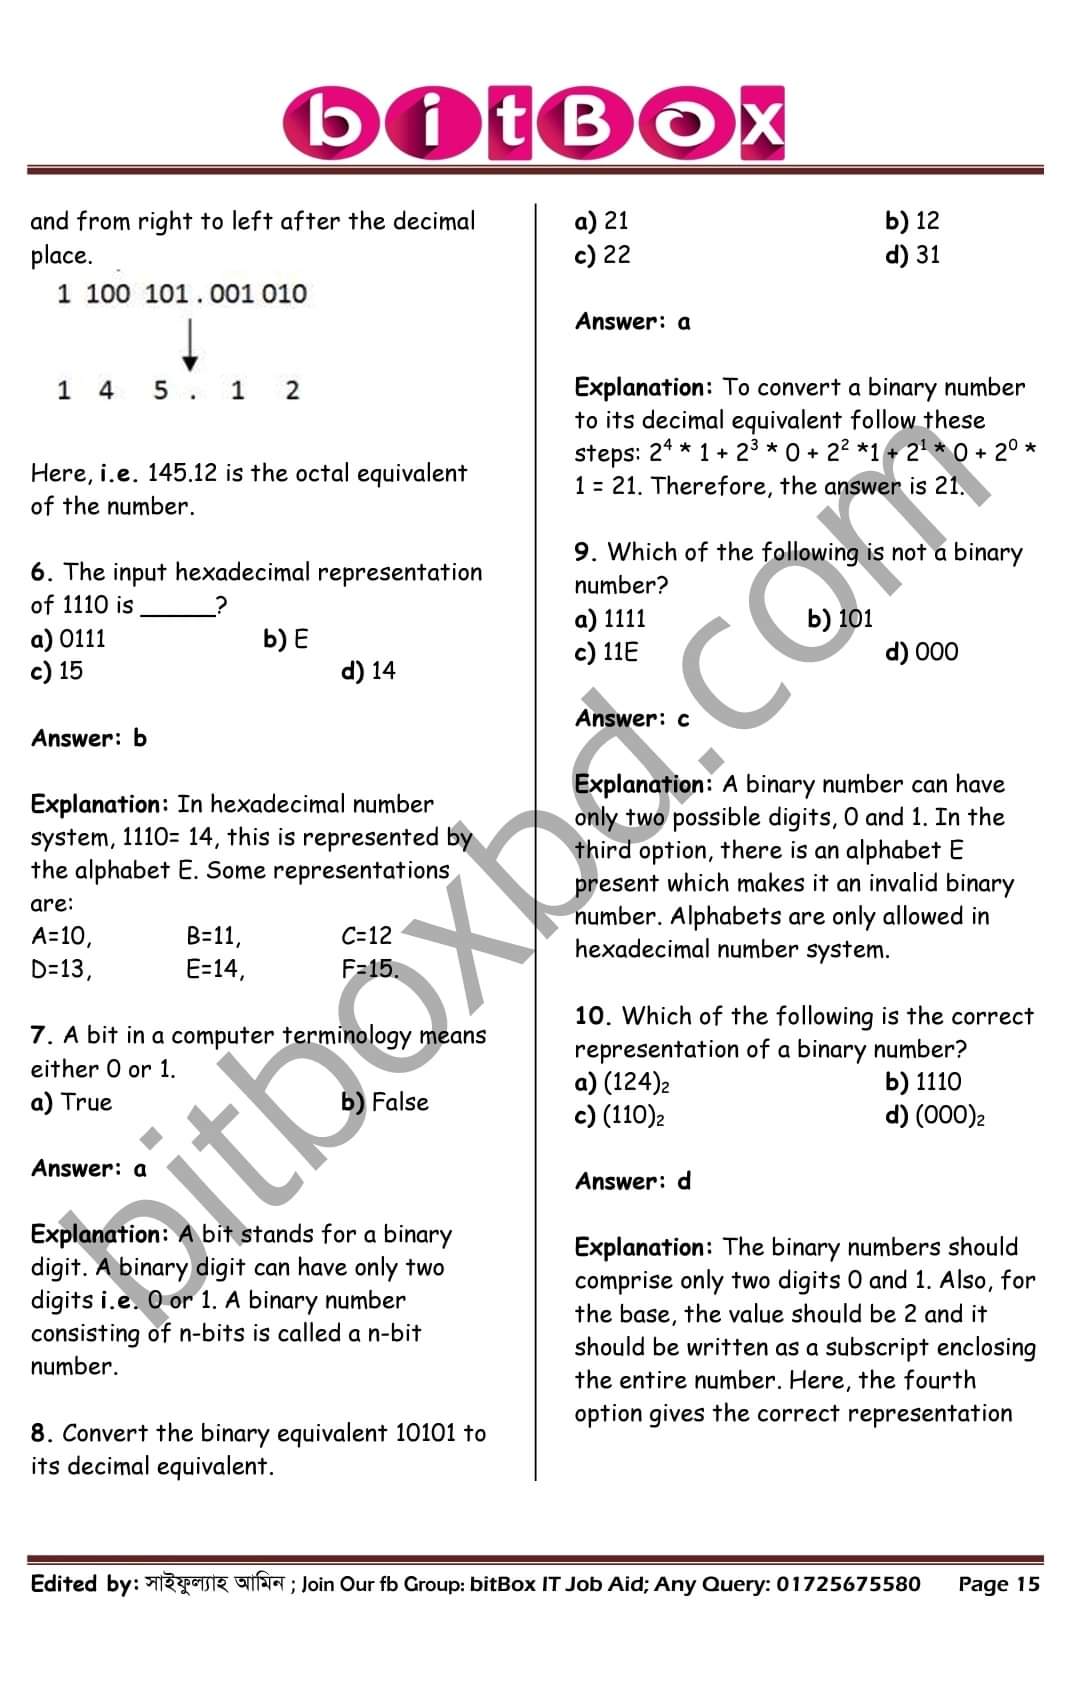 bitBox
and from right to left after the decimal
place.
1 100 101 . 001 010
1 4 5 . 1 2
Here, i.e. 145.12 is the octal equivalent
of the number.
6. The input hexadecimal representation
of 1110 is ______?
a) 0111 b) E
c) 15 d) 14
Answer: b
Explanation: In hexadecimal number
system, 1110= 14, this is represented by
the alphabet E. Some representations
are:
A=10, B=11, C=12
D=13, E=14, F=15.
7. A bit in a computer terminology means
either 0 or 1.
a) True b) False
Answer: a
Explanation: A bit stands for a binary
digit. A binary digit can have only two
digits i.e. 0 or 1. A binary number
consisting of n-bits is called a n-bit
number.
8. Convert the binary equivalent 10101 to
its decimal equivalent.
a) 21 b) 12
c) 22 d) 31
Answer: a
Explanation: To convert a binary number
to its decimal equivalent follow these
steps: 2⁴ * 1 + 2³ * 0 + 2² *1 + 2¹ * 0 + 2⁰ *
1 = 21. Therefore, the answer is 21.
9. Which of the following is not a binary
number?
a) 1111 b) 101
c) 11E d) 000
Answer: c
Explanation: A binary number can have
only two possible digits, 0 and 1. In the
third option, there is an alphabet E
present which makes it an invalid binary
number. Alphabets are only allowed in
hexadecimal number system.
10. Which of the following is the correct
representation of a binary number?
a) (124)₂ b) 1110
c) (110)₂ d) (000)₂
Answer: d
Explanation: The binary numbers should
comprise only two digits 0 and 1. Also, for
the base, the value should be 2 and it
should be written as a subscript enclosing
the entire number. Here, the fourth
option gives the correct representation
bitboxbd.com
Edited by: সাইফুল্যাহ আমিন ; Join Our fb Group: bitBox IT Job Aid; Any Query: 01725675580 Page 15